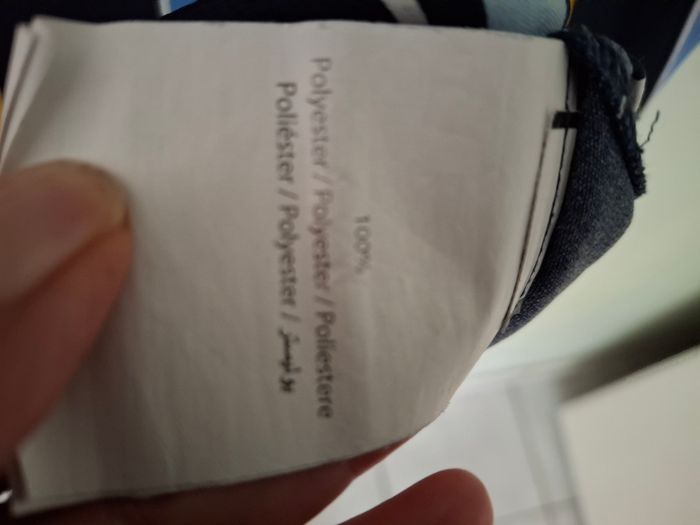 100%
Polyester / Polyester / Poliestere
Poliéster / Polyester / بوليستر